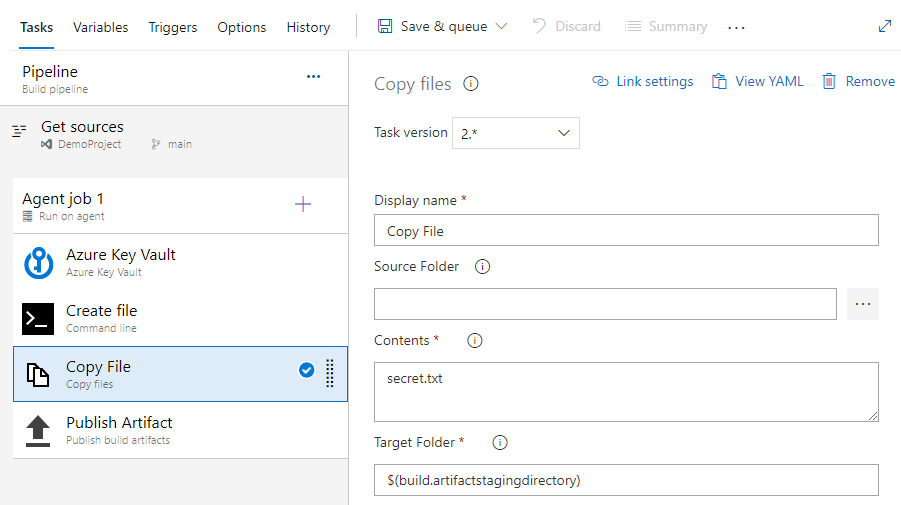 Tasks Variables Triggers Options History Save & queue Discard Summary ...
Pipeline ...
Build pipeline
Get sources
DemoProject main
Agent job 1
Run on agent
Azure Key Vault
Azure Key Vault
Create file
Command line
Copy File
Copy files
Publish Artifact
Publish build artifacts
Copy files Link settings View YAML Remove
Task version 2.*
Display name *
Copy File
Source Folder
...
Contents *
secret.txt
Target Folder *
$(build.artifactstagingdirectory)